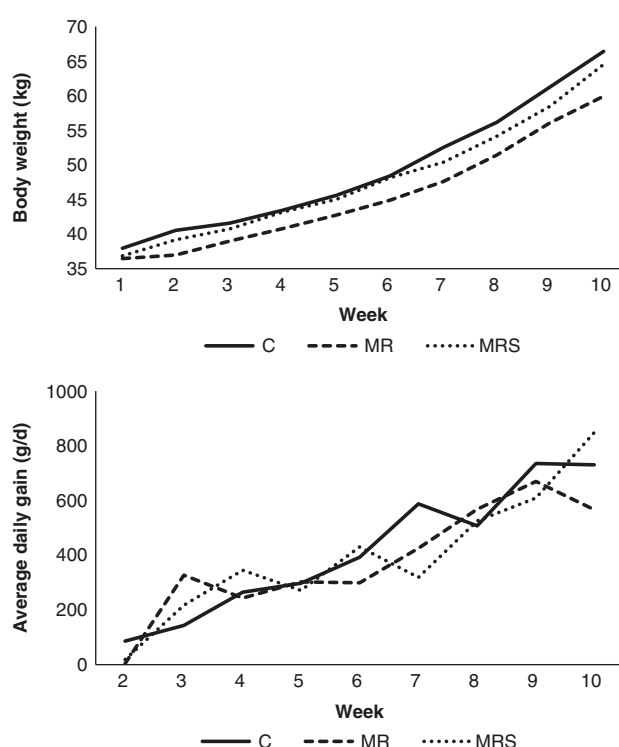 70
65
60
55
50
45
40
35
Body weight (kg)
1 2 3 4 5 6 7 8 9 10
Week
C MR MRS
1000
800
600
400
200
0
Average daily gain (g/d)
2 3 4 5 6 7 8 9 10
Week
C MR MRS